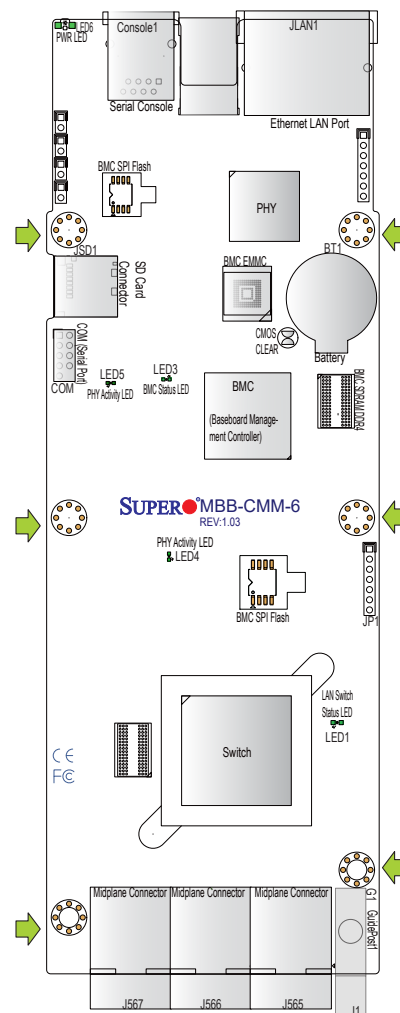 LED6
PWR LED
Console1
Serial Console
JLAN1
Ethernet LAN Port
BMC SPI Flash
PHY
JSD1
SD Card
Connector
BMC EMMC
BT1
Battery
CMOS
CLEAR
COM (Serial Port)
COM
LED5
PHY Activity LED
LED3
BMC Status LED
BMC
(Baseboard Manage-
ment Controller)
BMC SDRAM DDR4
SUPER® MBB-CMM-6
REV:1.03
PHY Activity LED
LED4
BMC SPI Flash
JP1
LAN Switch
Status LED
LED1
Switch
CE
FC
G1
GuidePost1
Midplane Connector
Midplane Connector
Midplane Connector
J567
J566
J565
J1